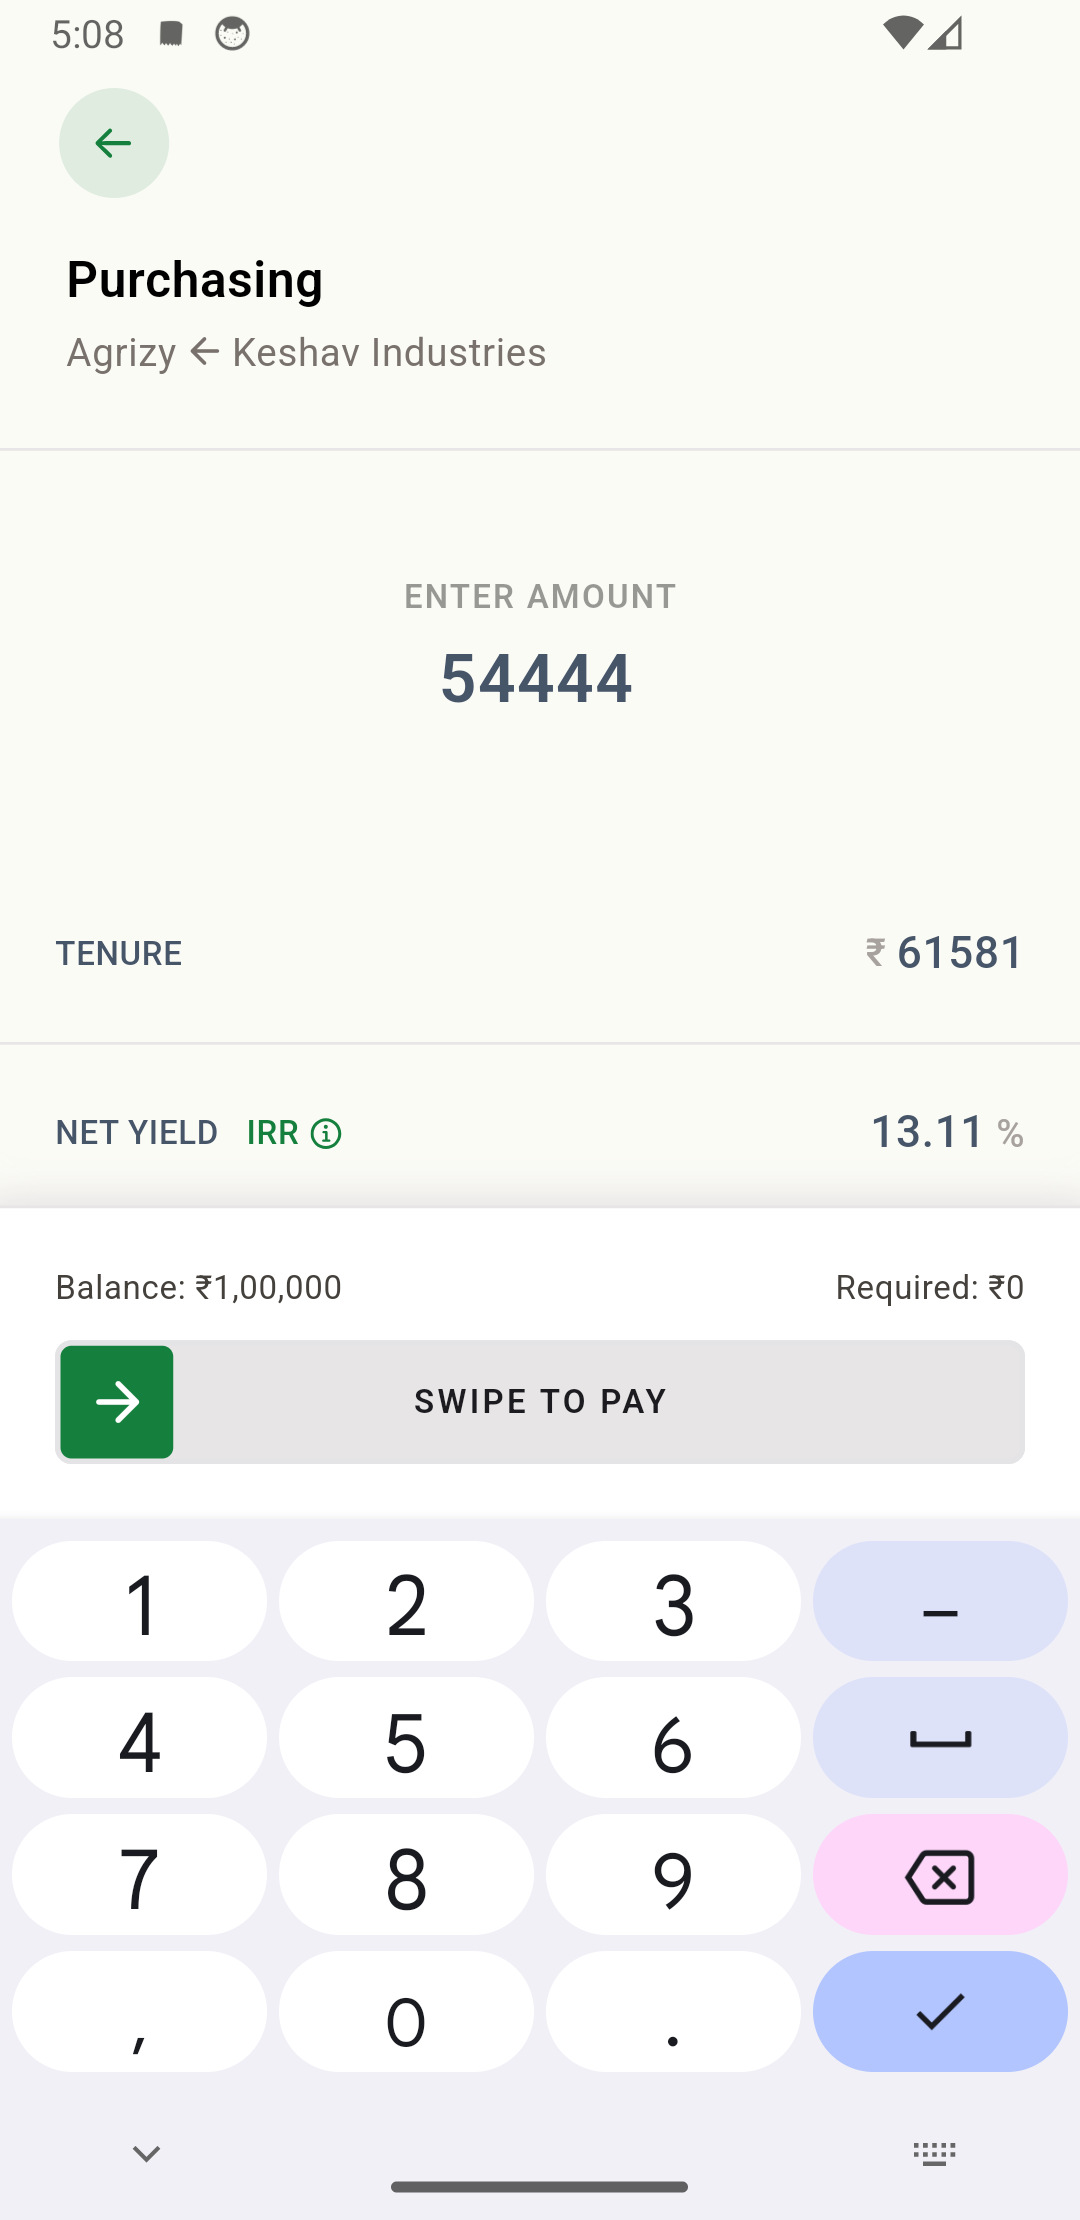 5:08
Purchasing
Agrizy ← Keshav Industries
ENTER AMOUNT
54444
TENURE ₹ 61581
NET YIELD IRR 13.11 %
Balance: ₹1,00,000 Required: ₹0
SWIPE TO PAY
1 2 3 –
4 5 6
7 8 9
, 0 .